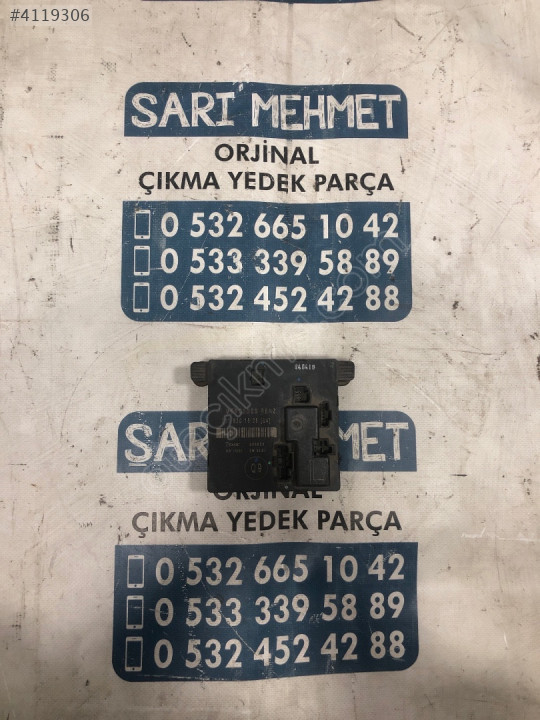 #4119306
SARI MEHMET
ORJİNAL
ÇIKMA YEDEK PARÇA
0 532 665 10 42
0 533 339 58 89
0 532 452 42 88
SARI MEHMET
ORJİNAL
ÇIKMA YEDEK PARÇA
0 532 665 10 42
0 533 339 58 89
0 532 452 42 88